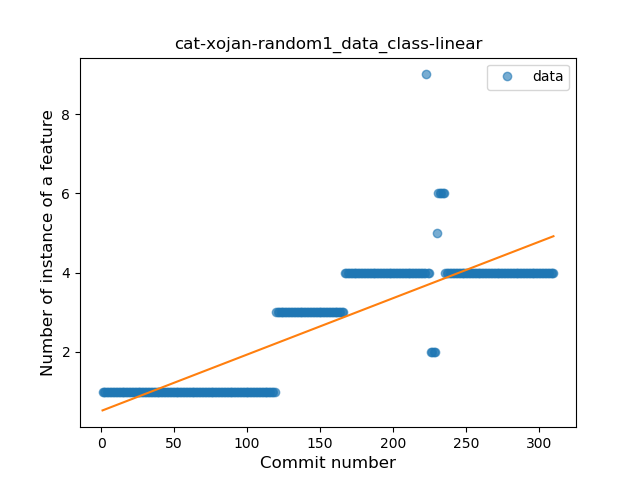 cat-xojan-random1_data_class-linear
data
Number of instance of a feature
8
6
4
2
0
50
100
150
200
250
300
Commit number